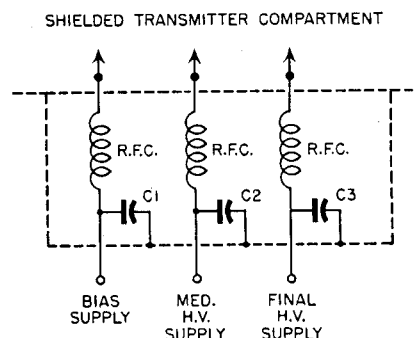 SHIELDED TRANSMITTER COMPARTMENT
R.F.C. R.F.C. R.F.C.
C1 C2 C3
BIAS SUPPLY
MED. H.V. SUPPLY
FINAL H.V. SUPPLY